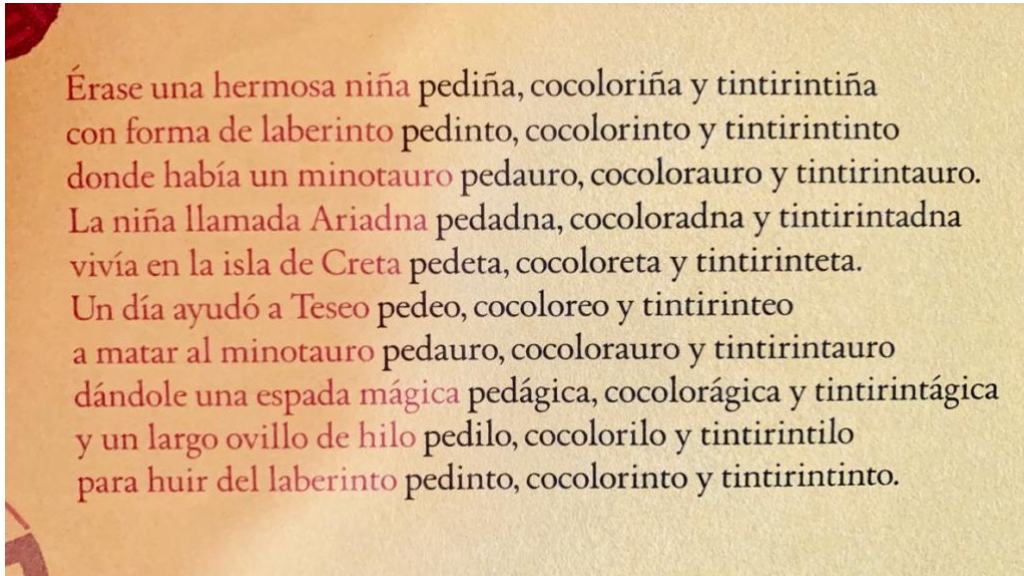 Érase una hermosa niña pediña, cocoloriña y tintirintiña
con forma de laberinto pedinto, cocolorinto y tintirintinto
donde había un minotauro pedauro, cocolorauro y tintirintauro.
La niña llamada Ariadna pedadna, cocoloradna y tintirintadna
vivía en la isla de Creta pedeta, cocoloreta y tintirinteta.
Un día ayudó a Teseo pedeo, cocoloreo y tintirinteo
a matar al minotauro pedauro, cocolorauro y tintirintauro
dándole una espada mágica pedágica, cocolorágica y tintirintágica
y un largo ovillo de hilo pedilo, cocolorilo y tintirintilo
para huir del laberinto pedinto, cocolorinto y tintirintinto.